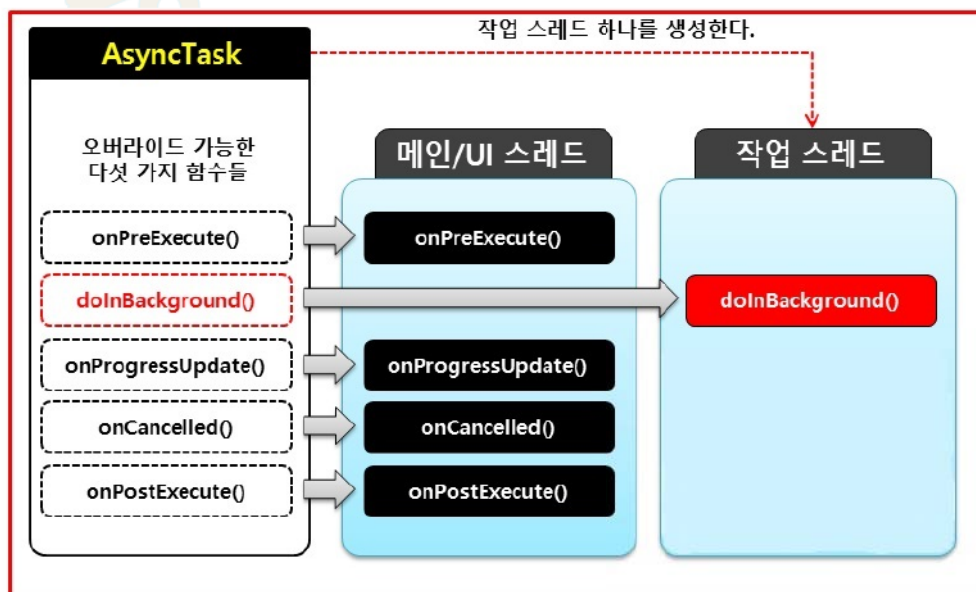 작업 스레드 하나를 생성한다.
AsyncTask
오버라이드 가능한
다섯 가지 함수들
메인/UI 스레드
작업 스레드
onPreExecute()
onPreExecute()
doInBackground()
doInBackground()
onProgressUpdate()
onProgressUpdate()
onCancelled()
onCancelled()
onPostExecute()
onPostExecute()